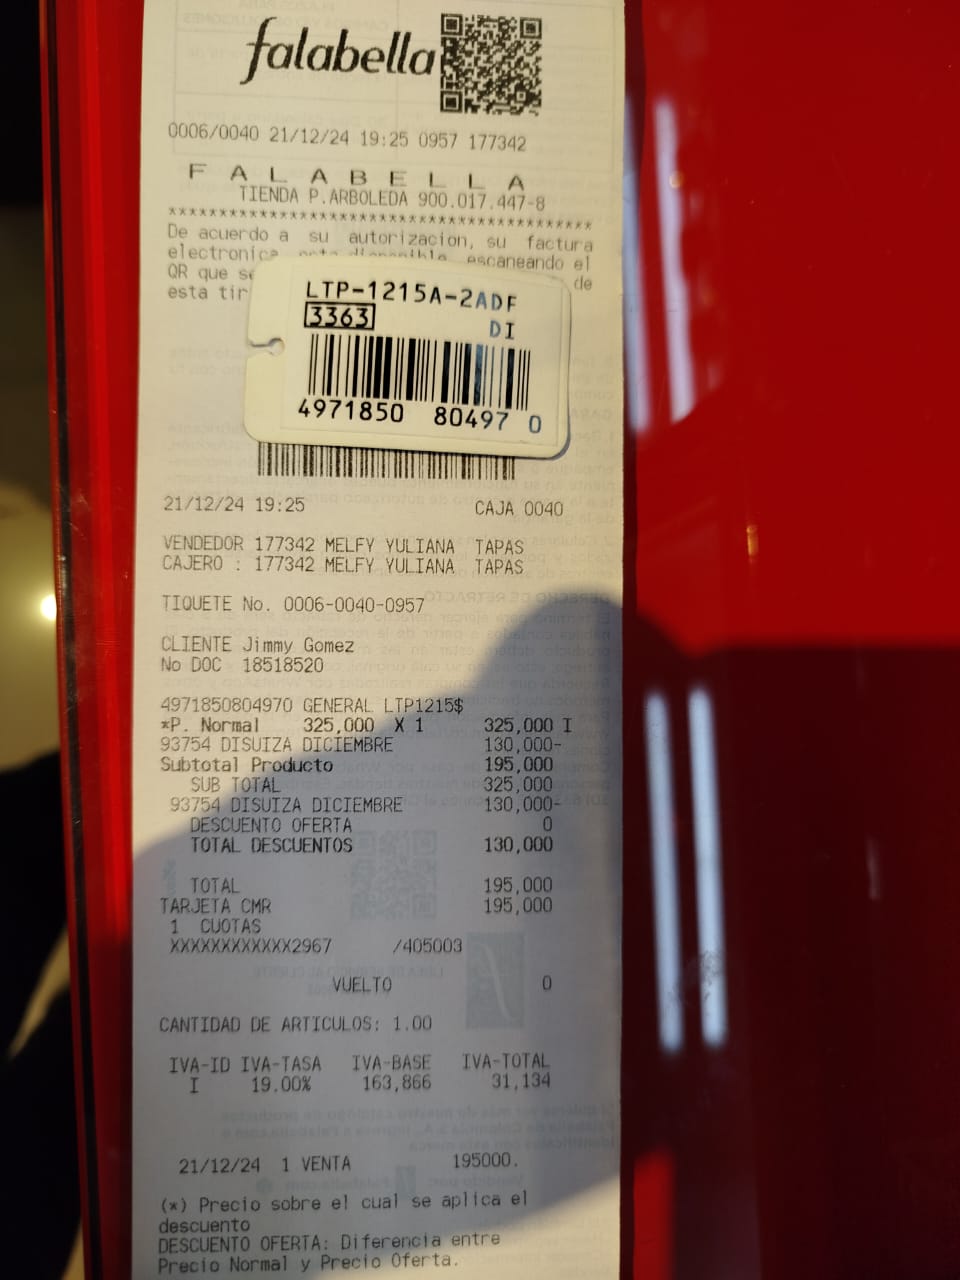 falabella
0006/0040 21/12/24 19:25 0957 177342
F A L A B E L L A
TIENDA P.ARBOLEDA 900.017.447-8
******************************************
De acuerdo a su autorizacion, su factura
electronica esta disponible escaneando el
QR que se de
esta tir
LTP-1215A-2ADF
3363 DI
4971850 80497 0
21/12/24 19:25 CAJA 0040
VENDEDOR 177342 MELFY YULIANA TAPAS
CAJERO : 177342 MELFY YULIANA TAPAS
TIQUETE No. 0006-0040-0957
CLIENTE Jimmy Gomez
No DOC 18518520
4971850804970 GENERAL LTP1215$
*P. Normal 325,000 X 1 325,000 I
93754 DISUIZA DICIEMBRE 130,000-
Subtotal Producto 195,000
SUB TOTAL 325,000
93754 DISUIZA DICIEMBRE 130,000-
DESCUENTO OFERTA 0
TOTAL DESCUENTOS 130,000
TOTAL 195,000
TARJETA CMR 195,000
1 CUOTAS
XXXXXXXXXXXX2967 /405003
VUELTO 0
CANTIDAD DE ARTICULOS: 1.00
IVA-ID IVA-TASA IVA-BASE IVA-TOTAL
I 19.00% 163,866 31,134
21/12/24 1 VENTA 195000.
(*) Precio sobre el cual se aplica el
descuento
DESCUENTO OFERTA: Diferencia entre
Precio Normal y Precio Oferta.